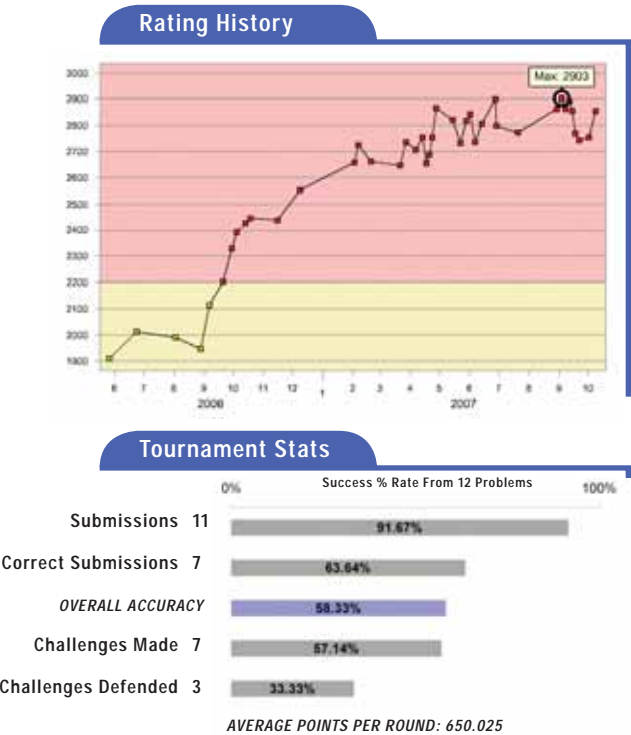 Rating History
Max: 2903
3000
2900
2800
2700
2600
2500
2400
2300
2200
2100
2000
1900
6 7 8 9 10 11 12 1 2 3 4 5 6 7 8 9 10
2006 2007
Tournament Stats
0% Success % Rate From 12 Problems 100%
Submissions 11 91.67%
Correct Submissions 7 63.64%
OVERALL ACCURACY 58.33%
Challenges Made 7 57.14%
Challenges Defended 3 33.33%
AVERAGE POINTS PER ROUND: 650.025